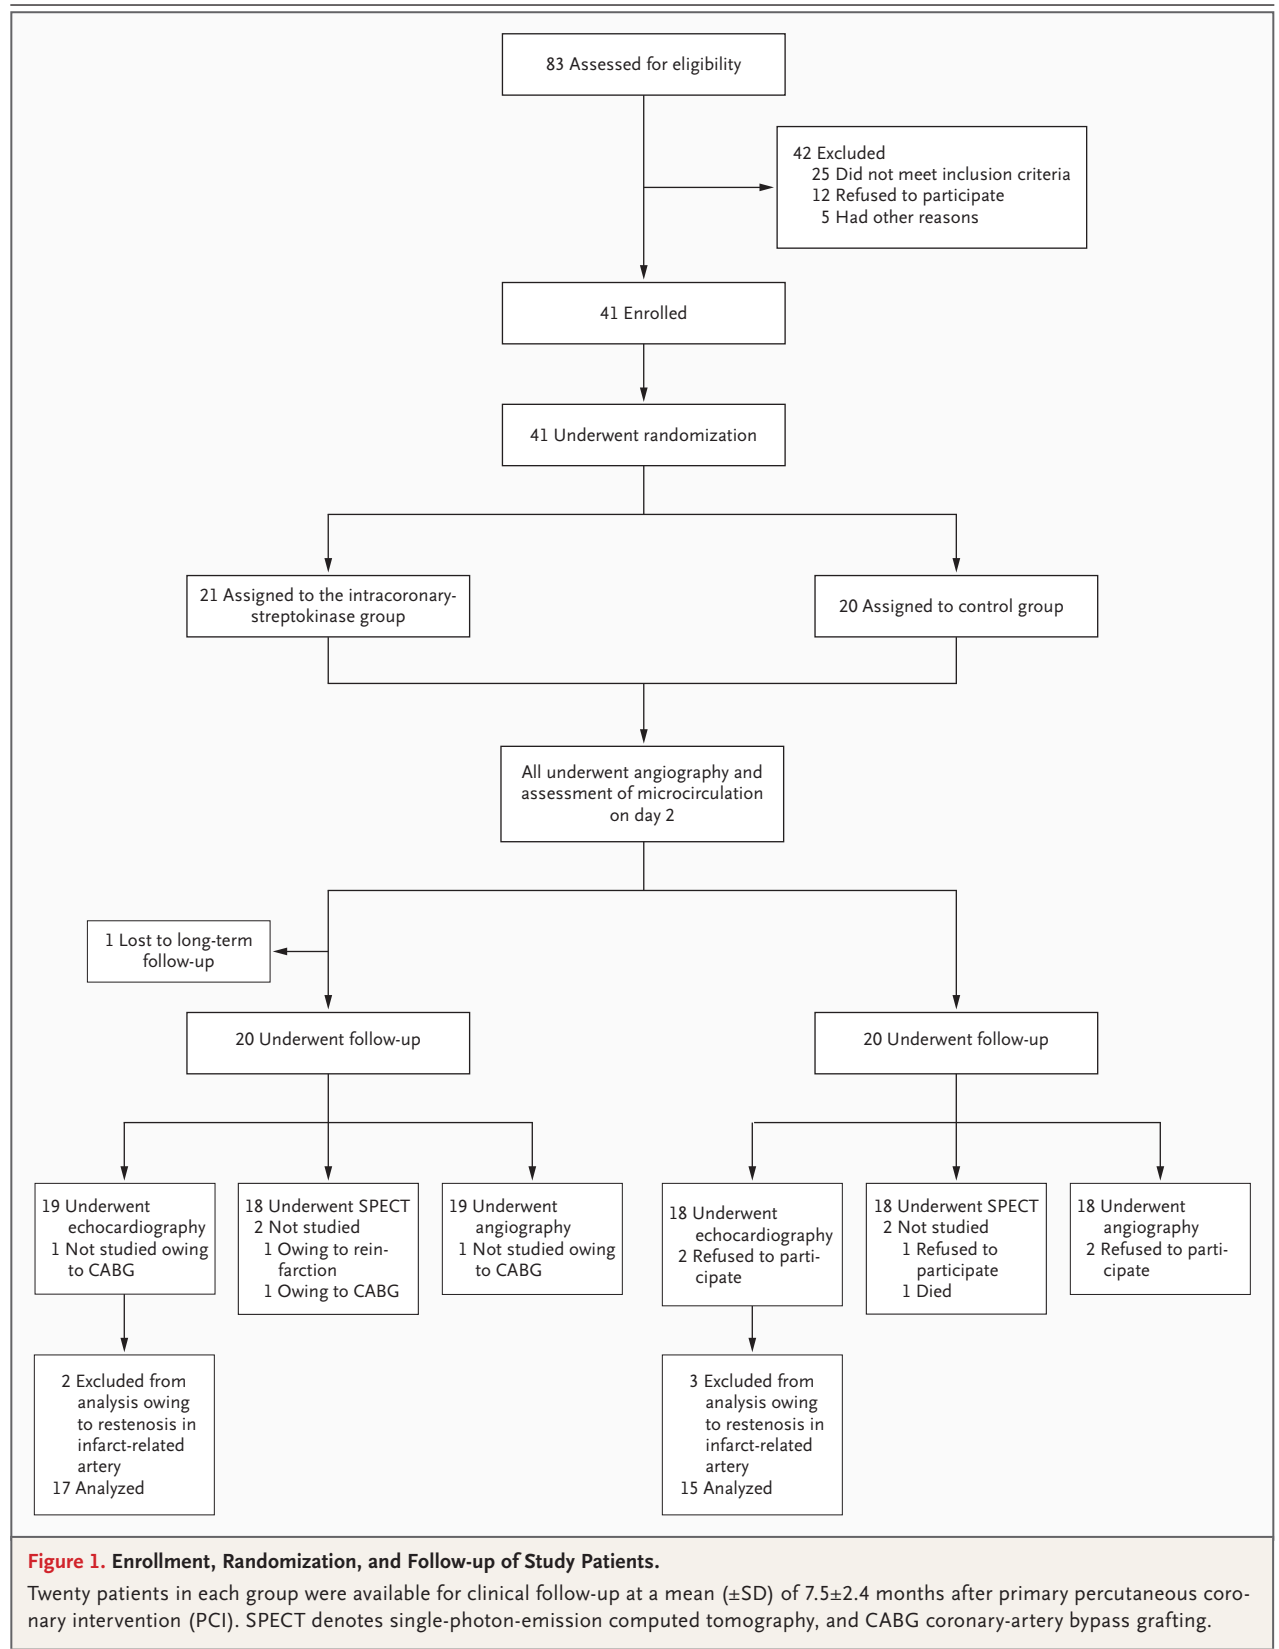 83 Assessed for eligibility
42 Excluded
25 Did not meet inclusion criteria
12 Refused to participate
5 Had other reasons
41 Enrolled
41 Underwent randomization
21 Assigned to the intracoronary-
streptokinase group
20 Assigned to control group
All underwent angiography and
assessment of microcirculation
on day 2
1 Lost to long-term
follow-up
20 Underwent follow-up
20 Underwent follow-up
19 Underwent
echocardiography
1 Not studied owing
to CABG
18 Underwent SPECT
2 Not studied
1 Owing to rein-
farction
1 Owing to CABG
19 Underwent
angiography
1 Not studied owing
to CABG
18 Underwent
echocardiography
2 Refused to parti-
cipate
18 Underwent SPECT
2 Not studied
1 Refused to
participate
1 Died
18 Underwent
angiography
2 Refused to parti-
cipate
2 Excluded from
analysis owing
to restenosis in
infarct-related
artery
17 Analyzed
3 Excluded from
analysis owing
to restenosis in
infarct-related
artery
15 Analyzed
Figure 1. Enrollment, Randomization, and Follow-up of Study Patients.
Twenty patients in each group were available for clinical follow-up at a mean (±SD) of 7.5±2.4 months after primary percutaneous coro-
nary intervention (PCI). SPECT denotes single-photon-emission computed tomography, and CABG coronary-artery bypass grafting.